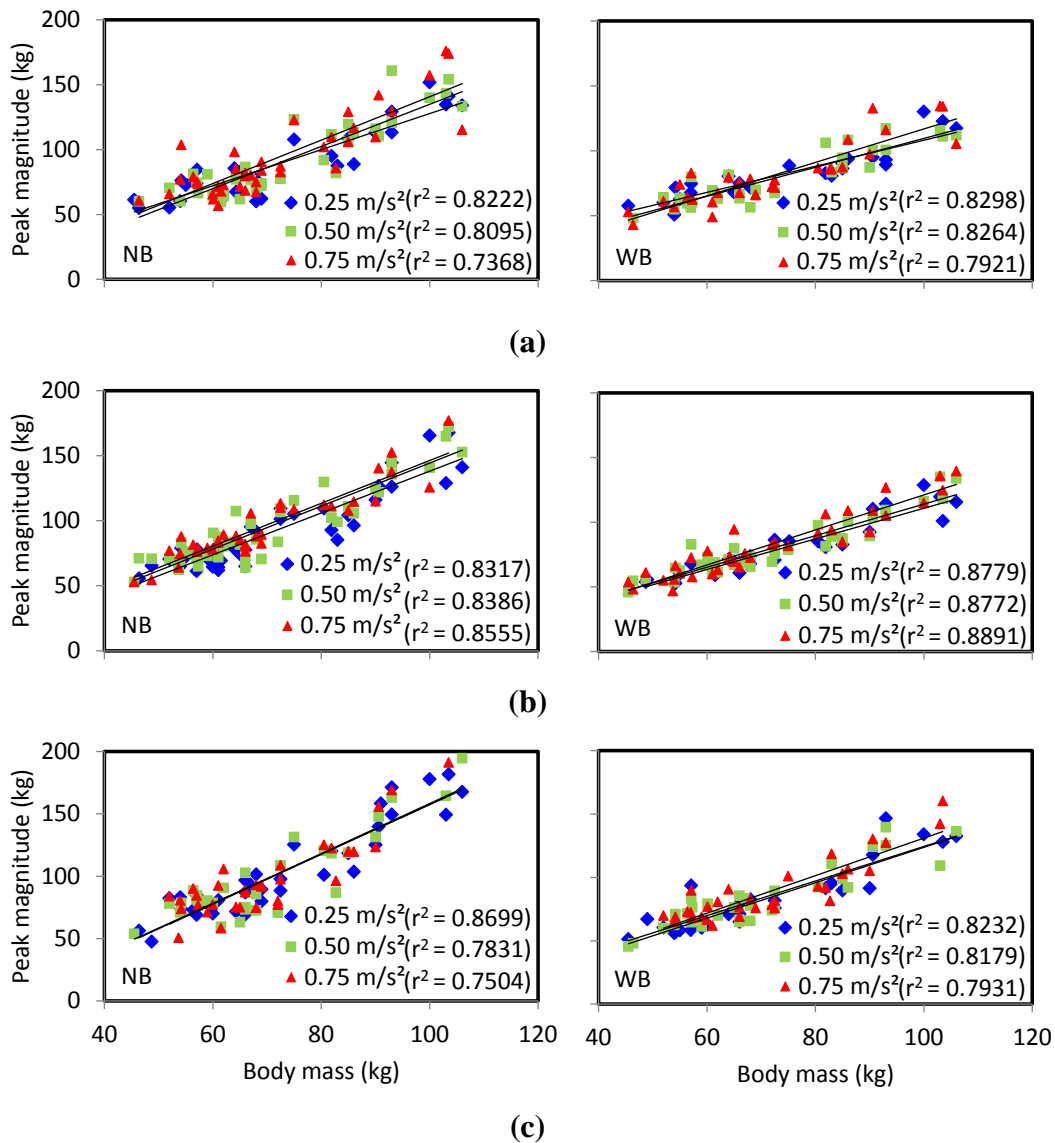 Peak magnitude (kg)
200
150
100
50
0
0.25 m/s² (r² = 0.8222)
0.50 m/s² (r² = 0.8095)
0.75 m/s² (r² = 0.7368)
NB
0.25 m/s² (r² = 0.8298)
0.50 m/s² (r² = 0.8264)
0.75 m/s² (r² = 0.7921)
WB
(a)
Peak magnitude (kg)
200
150
100
50
0
0.25 m/s² (r² = 0.8317)
0.50 m/s² (r² = 0.8386)
0.75 m/s² (r² = 0.8555)
NB
0.25 m/s² (r² = 0.8779)
0.50 m/s² (r² = 0.8772)
0.75 m/s² (r² = 0.8891)
WB
(b)
Peak magnitude (kg)
200
150
100
50
0
0.25 m/s² (r² = 0.8699)
0.50 m/s² (r² = 0.7831)
0.75 m/s² (r² = 0.7504)
NB
40 60 80 100 120
Body mass (kg)
0.25 m/s² (r² = 0.8232)
0.50 m/s² (r² = 0.8179)
0.75 m/s² (r² = 0.7931)
WB
40 60 80 100 120
Body mass (kg)
(c)